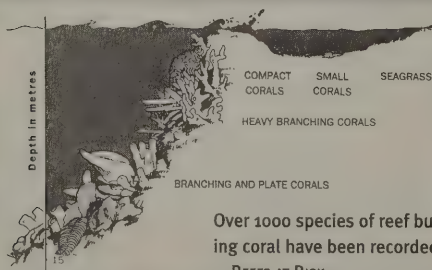 Depth in metres
COMPACT SMALL SEAGRASS
CORALS CORALS
HEAVY BRANCHING CORALS
BRANCHING AND PLATE CORALS
15
Over 1000 species of reef bu
ing coral have been recorded